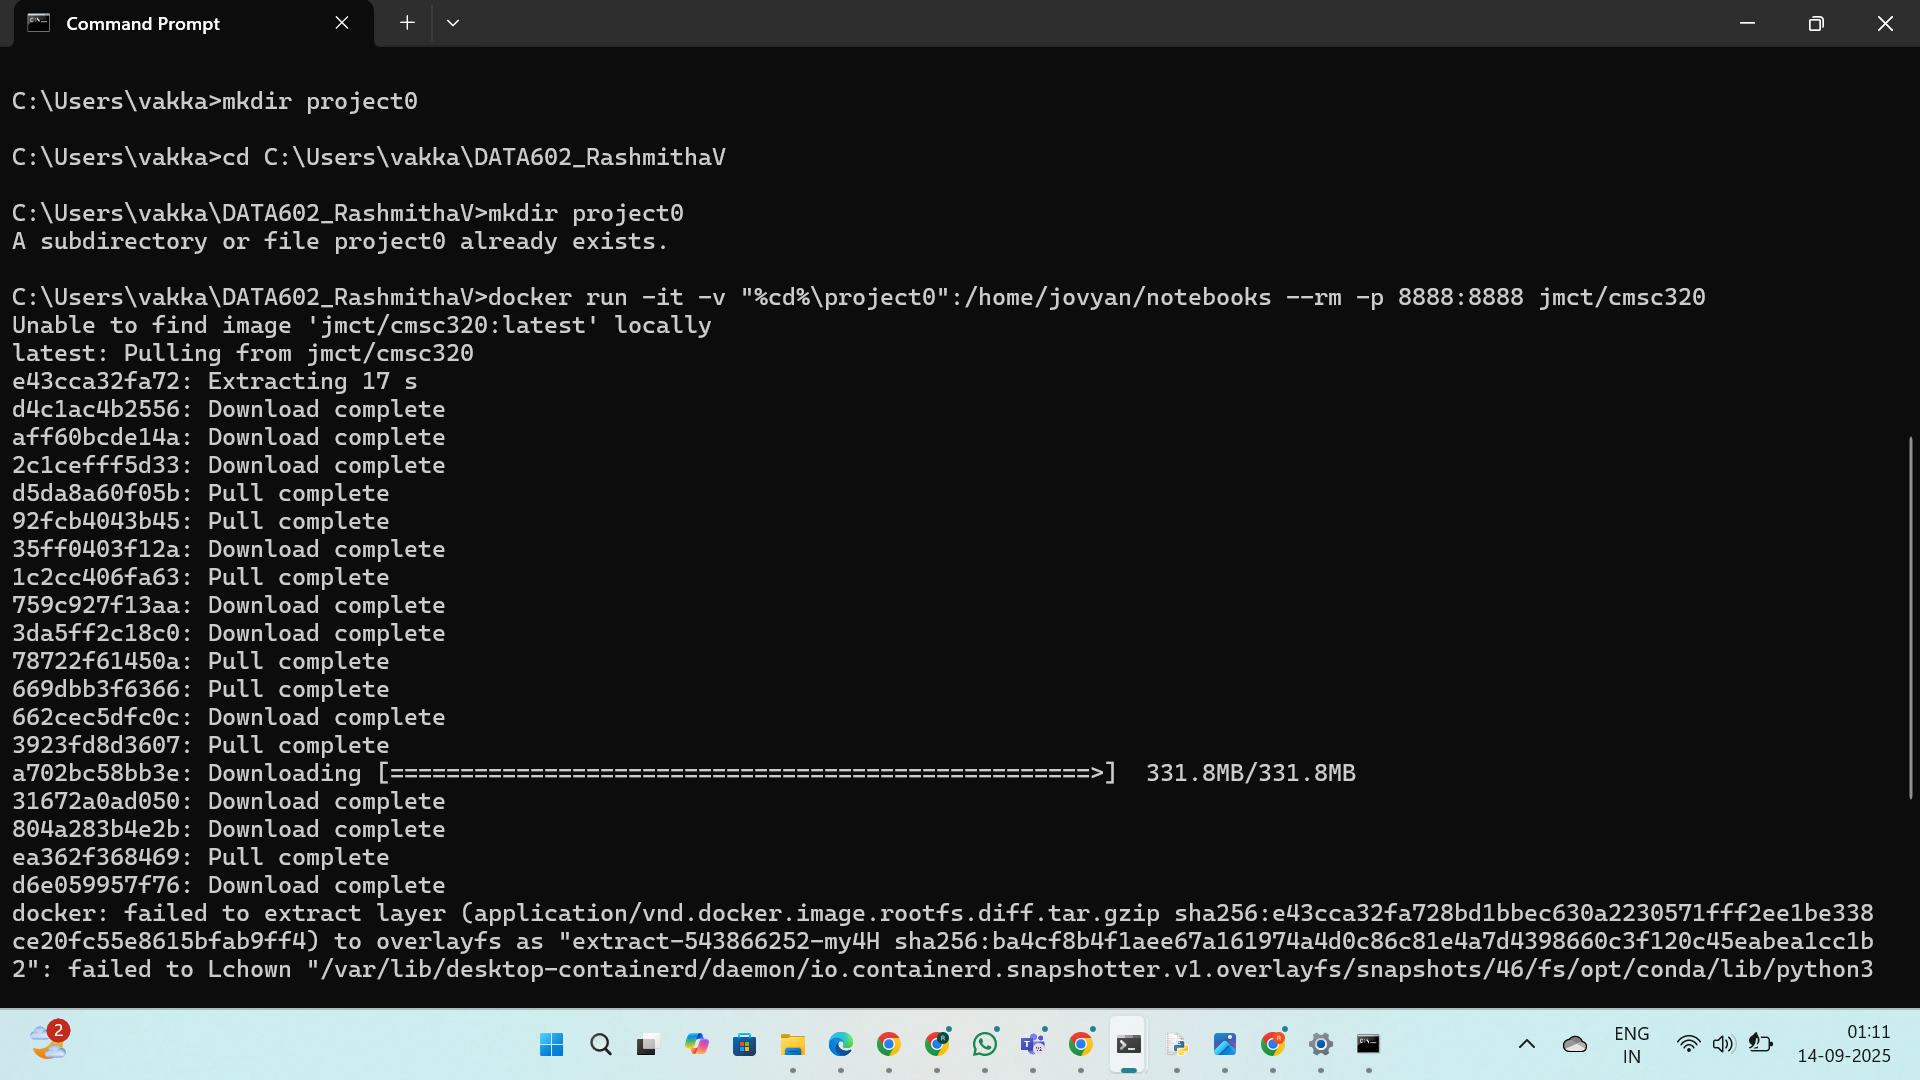 Command Prompt
C:\Users\vakka>mkdir project0
C:\Users\vakka>cd C:\Users\vakka\DATA602_RashmithaV
C:\Users\vakka\DATA602_RashmithaV>mkdir project0
A subdirectory or file project0 already exists.
C:\Users\vakka\DATA602_RashmithaV>docker run -it -v "%cd%\project0":/home/jovyan/notebooks --rm -p 8888:8888 jmct/cmsc320
Unable to find image 'jmct/cmsc320:latest' locally
latest: Pulling from jmct/cmsc320
e43cca32fa72: Extracting 17 s
d4c1ac4b2556: Download complete
aff60bcde14a: Download complete
2c1cefff5d33: Download complete
d5da8a60f05b: Pull complete
92fcb4043b45: Pull complete
35ff0403f12a: Download complete
1c2cc406fa63: Pull complete
759c927f13aa: Download complete
3da5ff2c18c0: Download complete
78722f61450a: Pull complete
669dbb3f6366: Pull complete
662cec5dfc0c: Download complete
3923fd8d3607: Pull complete
a702bc58bb3e: Downloading [==================================================>]  331.8MB/331.8MB
31672a0ad050: Download complete
804a283b4e2b: Download complete
ea362f368469: Pull complete
d6e059957f76: Download complete
docker: failed to extract layer (application/vnd.docker.image.rootfs.diff.tar.gzip sha256:e43cca32fa728bd1bbec630a2230571fff2ee1be338
ce20fc55e8615bfab9ff4) to overlayfs as "extract-543866252-my4H sha256:ba4cf8b4f1aee67a161974a4d0c86c81e4a7d4398660c3f120c45eabea1cc1b
2": failed to Lchown "/var/lib/desktop-containerd/daemon/io.containerd.snapshotter.v1.overlayfs/snapshots/46/fs/opt/conda/lib/python3
2
ENG
IN
01:11
14-09-2025